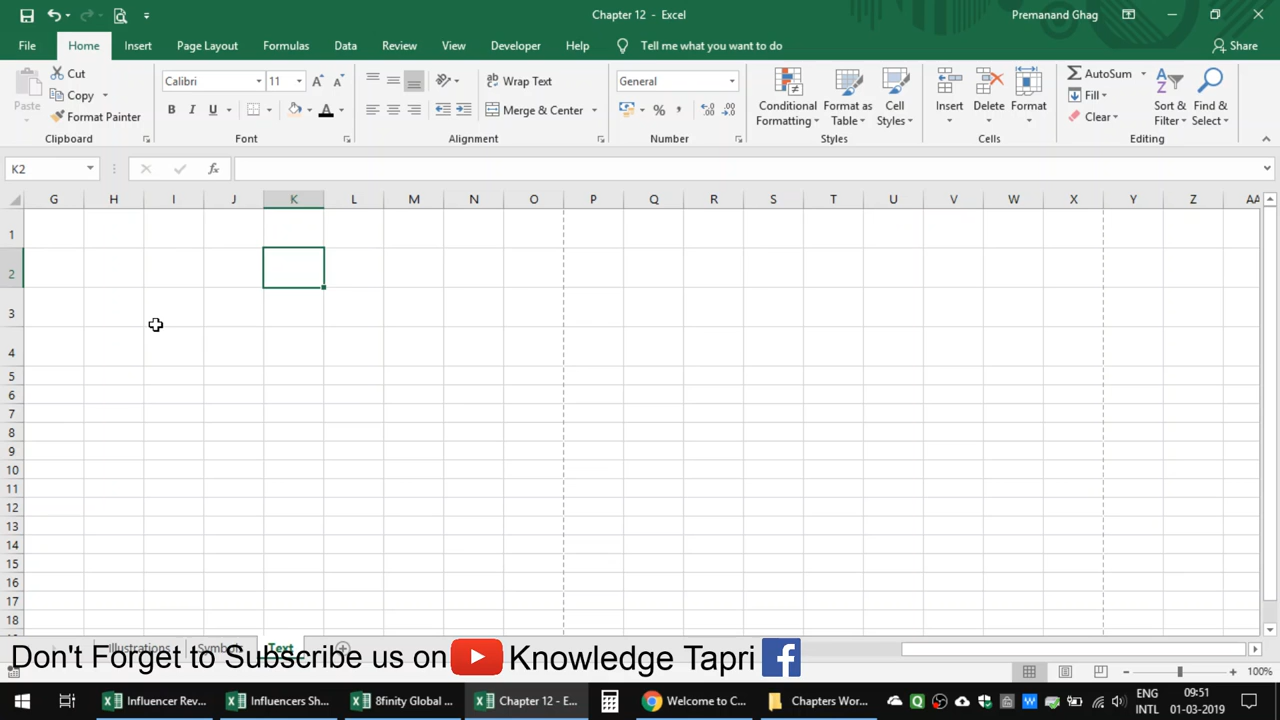 Chapter 12 - Excel
Premanand Ghag
File Home Insert Page Layout Formulas Data Review View Developer Help Tell me what you want to do Share
Paste
Cut
Copy
Format Painter
Clipboard
Calibri 11
B I U
Font
Wrap Text
Merge & Center
Alignment
General
Number
Conditional Formatting
Format as Table
Cell Styles
Styles
Insert
Delete
Format
Cells
AutoSum
Fill
Clear
Sort & Filter
Find & Select
Editing
K2
fx
G H I J K L M N O P Q R S T U V W X Y Z AA
1
2
3
4
5
6
7
8
9
10
11
12
13
14
15
16
17
18
Illustrations Symbols Text
Don't Forget to Subscribe us on Knowledge Tapri
100%
Influencer Rev... Influencers Sh... 8finity Global ... Chapter 12 - E... Welcome to C... Chapters Wor...
ENG
INTL
09:51
01-03-2019